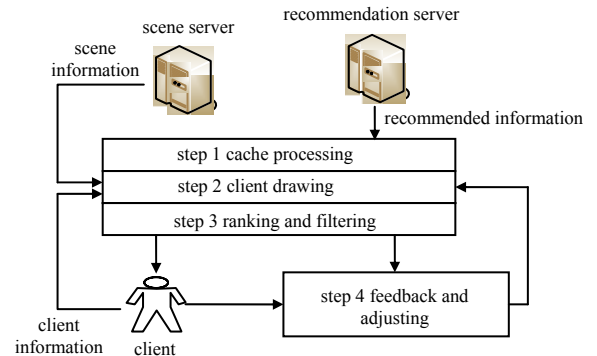 scene server
recommendation server
scene
information
recommended information
step 1 cache processing
step 2 client drawing
step 3 ranking and filtering
step 4 feedback and
adjusting
client
information
client